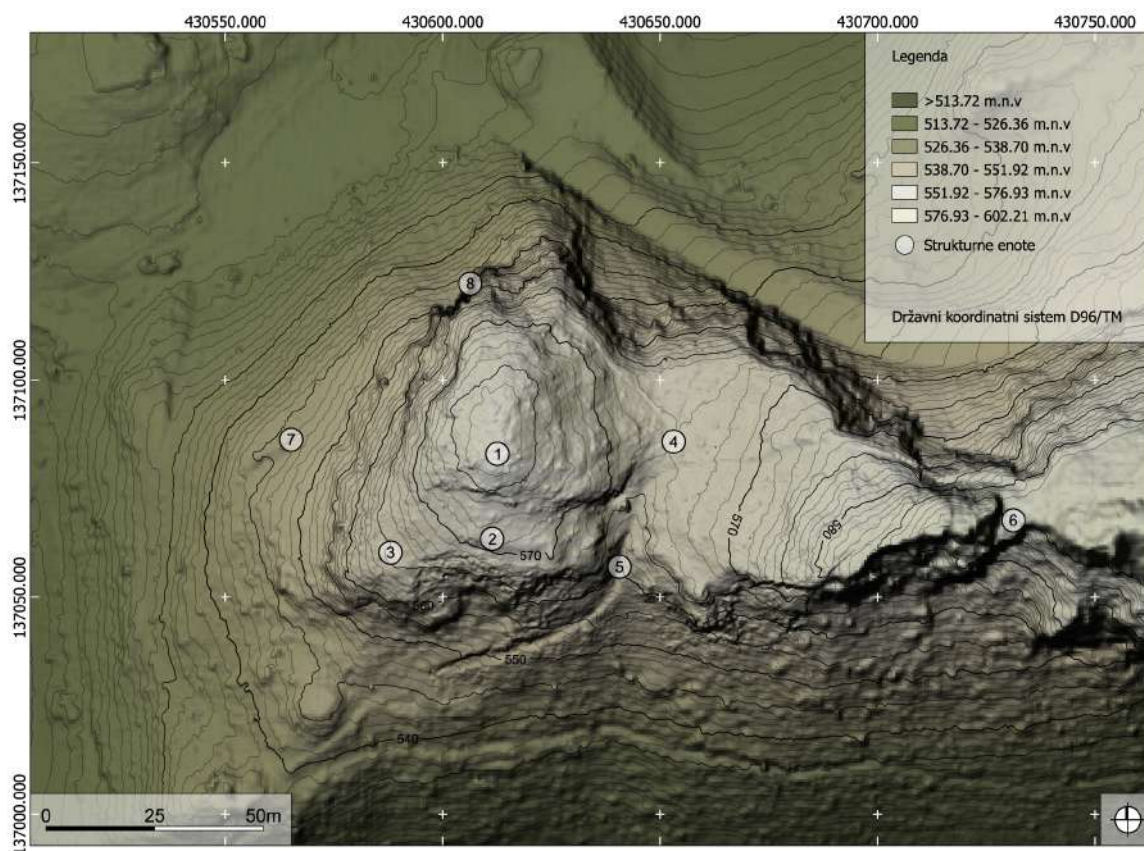 430550.000 430600.000 430650.000 430700.000 430750.000
Legenda
>513.72 m.n.v
513.72 - 526.36 m.n.v
526.36 - 538.70 m.n.v
538.70 - 551.92 m.n.v
551.92 - 576.93 m.n.v
576.93 - 602.21 m.n.v
Strukturne enote
Državni koordinatni sistem D96/TM
137150.000
137100.000
137050.000
137000.000
8
7
1
4
2
3
5
6
570
580
570
560
550
540
0 25 50m